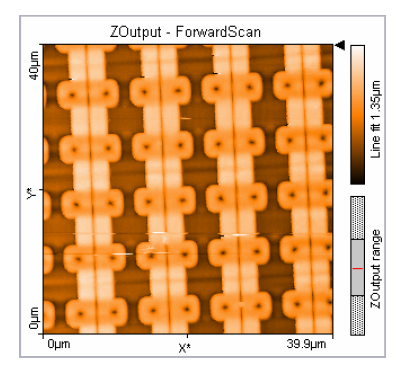 ZOutput - ForwardScan
40µm
Y*
0µm
0µm
X*
39.9µm
Line fit 1.35µm
ZOutput range